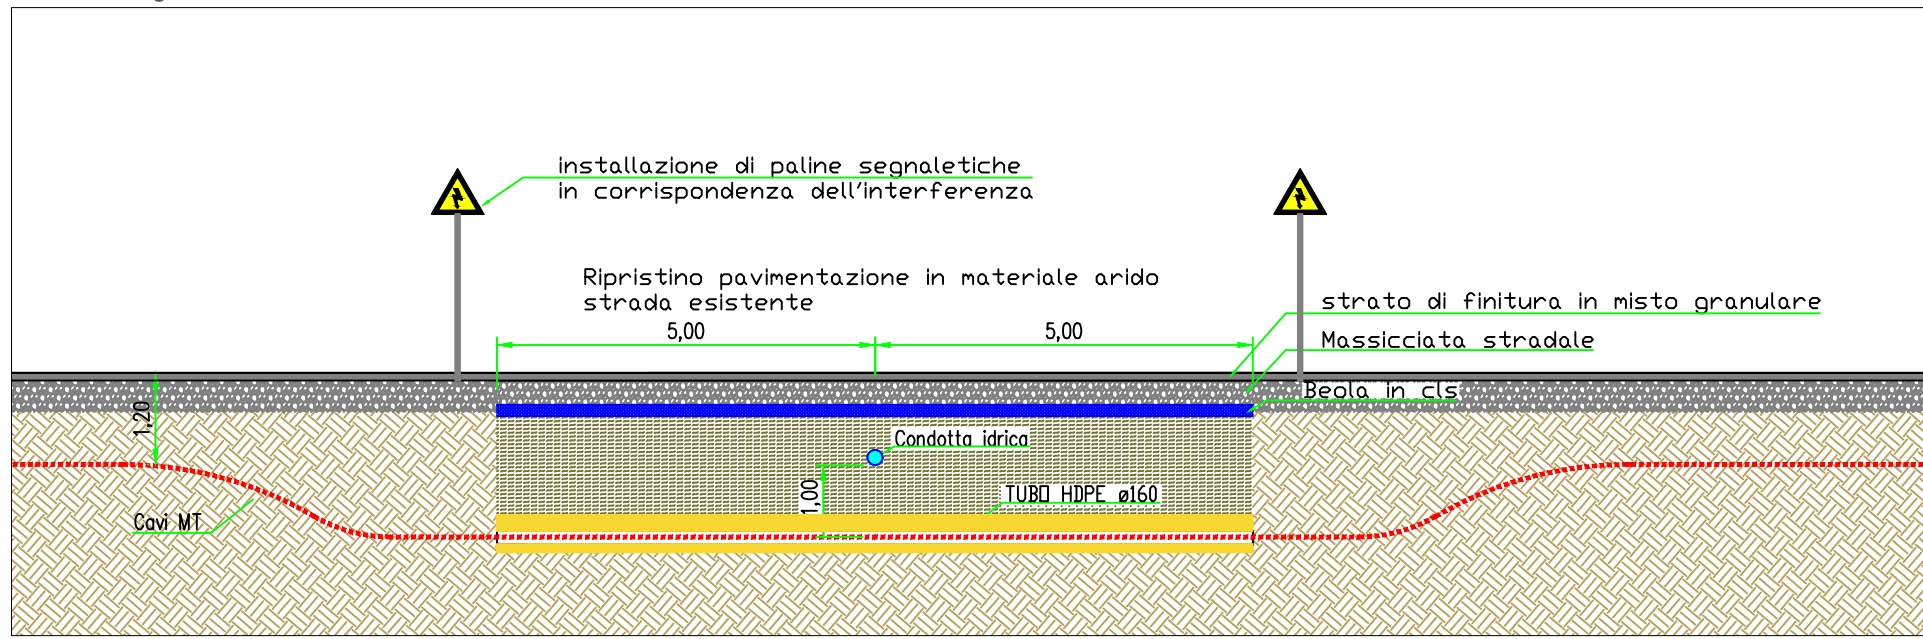 installazione di paline segnaletiche
in corrispondenza dell'interferenza
Ripristino pavimentazione in materiale arido
strada esistente
strato di finitura in misto granulare
5,00
5,00
Massicciata stradale
Beola in cls
1,20
Condotta idrica
1,00
TUBO HDPE ø160
Cavi MT